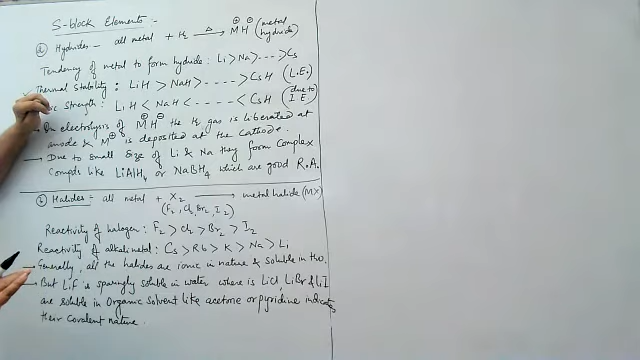 S-block Elements :-
(a) Hydrides - all metal + H₂ →Δ M⊕H⊖ (metal hydride)
Tendency of metal to form hydride : Li > Na > ---> Cs
Thermal stability : LiH > NaH > ----- > CsH (L.E.)
ic strength : LiH < NaH < ----- < CsH (due to I E)
On electrolysis of M⊕H⊖ the H₂ gas is liberated at
anode & M⊕ is deposited at the Cathode.
→ Due to Small Size of Li & Na they form Complex
Compds like LiAlH₄ or NaBH₄ which are good R.A.
(b) Halides = all metal + X₂ → metal halide (MX)
(F₂, Cl₂, Br₂, I₂)
Reactivity of halogen : F₂ > Cl₂ > Br₂ > I₂
Reactivity of alkali metal : Cs > Rb > K > Na > Li
→ Generally, all the halides are ionic in nature & soluble in H₂O.
→ But LiF is sparingly soluble in water where is LiCl, LiBr & LiI
are soluble in Organic Solvent like acetone or pyridine indicates
their covalent nature.